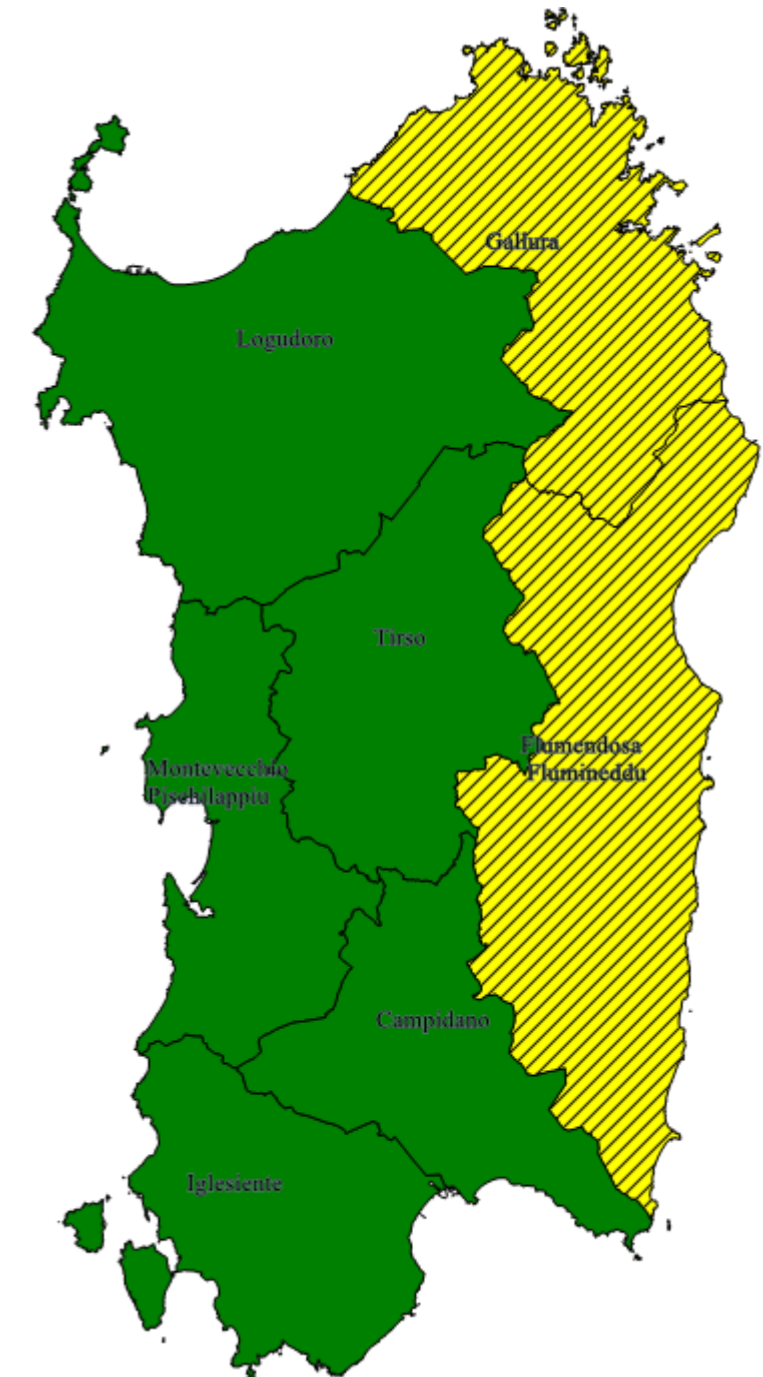 Gallura
Logudoro
Tirso
Flumendosa
Flumineddu
Montevecchio
Pischilappiu
Campidano
Iglesiente